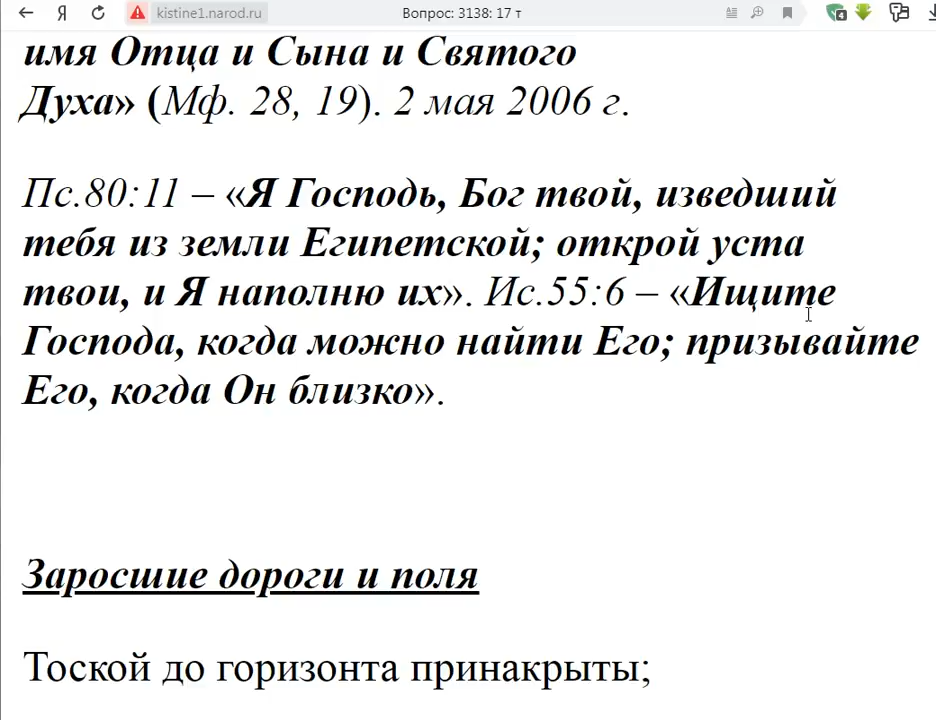 kistine1.narod.ru Вопрос: 3138: 17 т
имя Отца и Сына и Святого
Духа» (Мф. 28, 19). 2 мая 2006 г.
Пс.80:11 – «Я Господь, Бог твой, изведший
тебя из земли Египетской; открой уста
твои, и Я наполню их». Ис.55:6 – «Ищите
Господа, когда можно найти Его; призывайте
Его, когда Он близко».
Заросшие дороги и поля
Тоской до горизонта принакрыты;